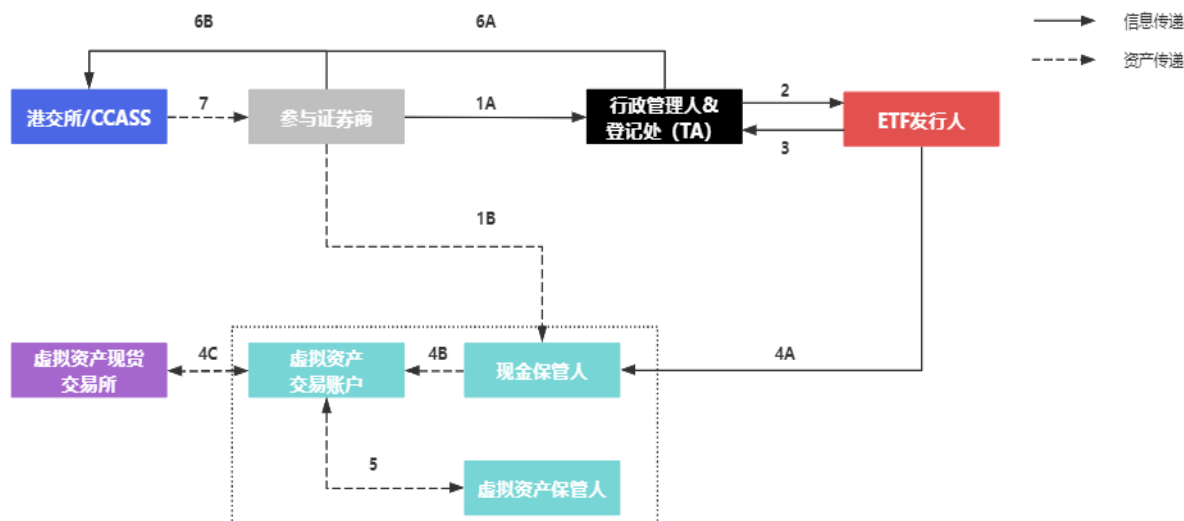 6B
6A
信息传递
资产传递
港交所/CCASS
7
参与证券商
1A
行政管理人&
登记处（TA）
2
3
ETF发行人
1B
虚拟资产现货
交易所
4C
虚拟资产
交易账户
4B
现金保管人
4A
5
虚拟资产保管人